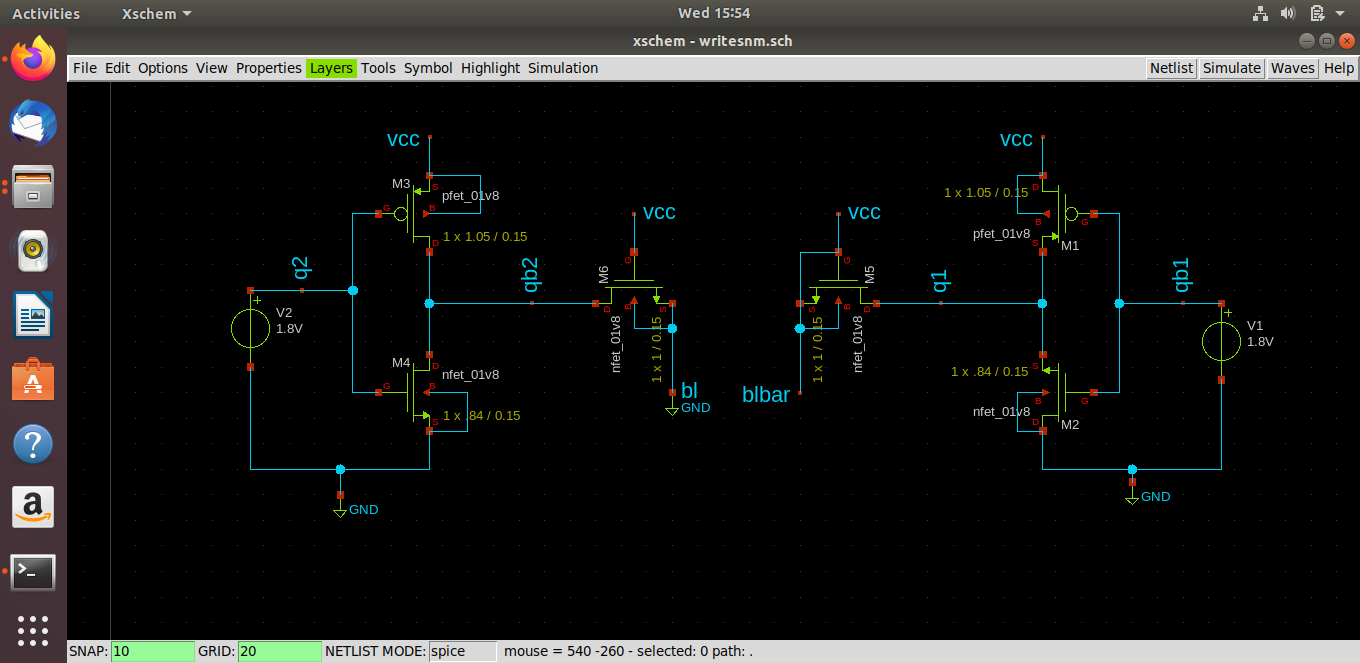 Activities Xschem Wed 15:54
xschem - writesnm.sch
File Edit Options View Properties Layers Tools Symbol Highlight Simulation Netlist Simulate Waves Help
vcc
M3
G
S
B
D
pfet_01v8
1 x 1.05 / 0.15
q2
V2
1.8V
+
M4
G
D
B
S
nfet_01v8
1 x .84 / 0.15
GND
qb2
vcc
M6
G
D
B
S
nfet_01v8
1 x 1 / 0.15
bl
GND
vcc
M5
G
S
B
D
1 x 1 / 0.15
nfet_01v8
blbar
q1
vcc
1 x 1.05 / 0.15
D
B
G
S
pfet_01v8
M1
qb1
1 x .84 / 0.15
S
B
G
D
nfet_01v8
M2
+
V1
1.8V
GND
SNAP: 10 GRID: 20 NETLIST MODE: spice mouse = 540 -260 - selected: 0 path: .